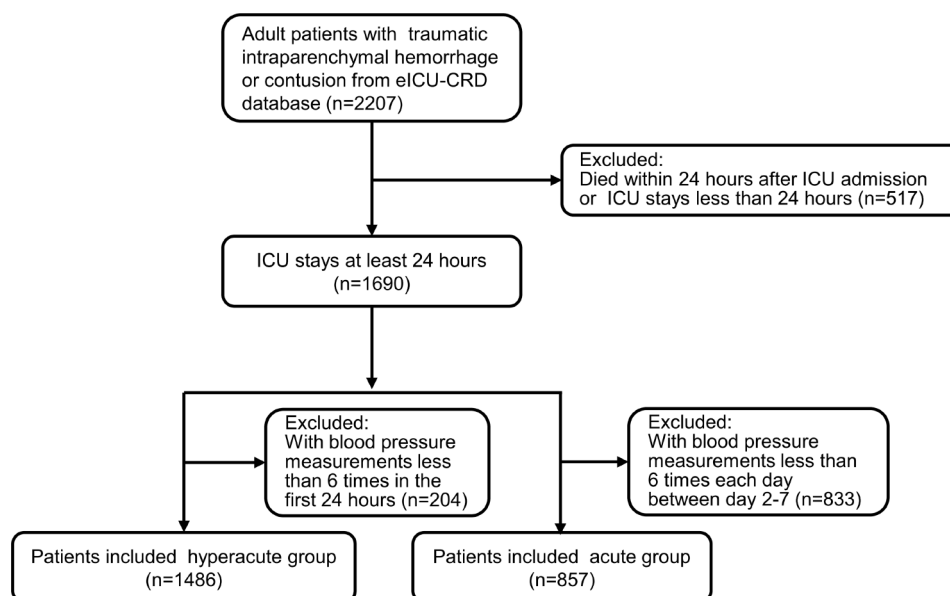 Adult patients with traumatic
intraparenchymal hemorrhage
or contusion from eICU-CRD
database (n=2207)
Excluded:
Died within 24 hours after ICU admission
or ICU stays less than 24 hours (n=517)
ICU stays at least 24 hours
(n=1690)
Excluded:
With blood pressure
measurements less
than 6 times in the
first 24 hours (n=204)
Excluded:
With blood pressure
measurements less than
6 times each day
between day 2-7 (n=833)
Patients included hyperacute group
(n=1486)
Patients included acute group
(n=857)